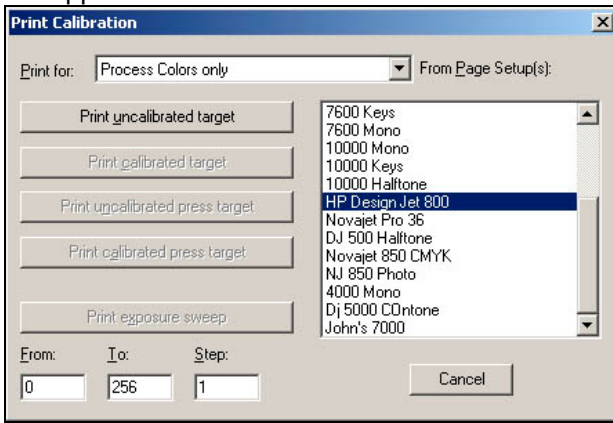 Print Calibration
Print for: Process Colors only From Page Setup(s):
Print uncalibrated target
Print calibrated target
Print uncalibrated press target
Print calibrated press target
Print exposure sweep
From: To: Step:
0 256 1
7600 Keys
7600 Mono
10000 Mono
10000 Keys
10000 Halftone
HP Design Jet 800
Novajet Pro 36
DJ 500 Halftone
Novajet 850 CMYK
NJ 850 Photo
4000 Mono
Dj 5000 COntone
John's 7000
Cancel